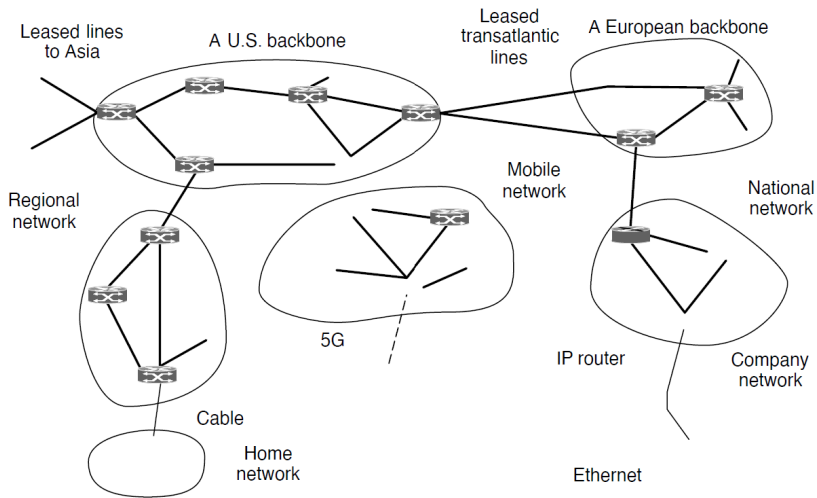 Leased lines
to Asia
A U.S. backbone
Leased
transatlantic
lines
A European backbone
Regional
network
Mobile
network
National
network
5G
IP router
Company
network
Cable
Home
network
Ethernet